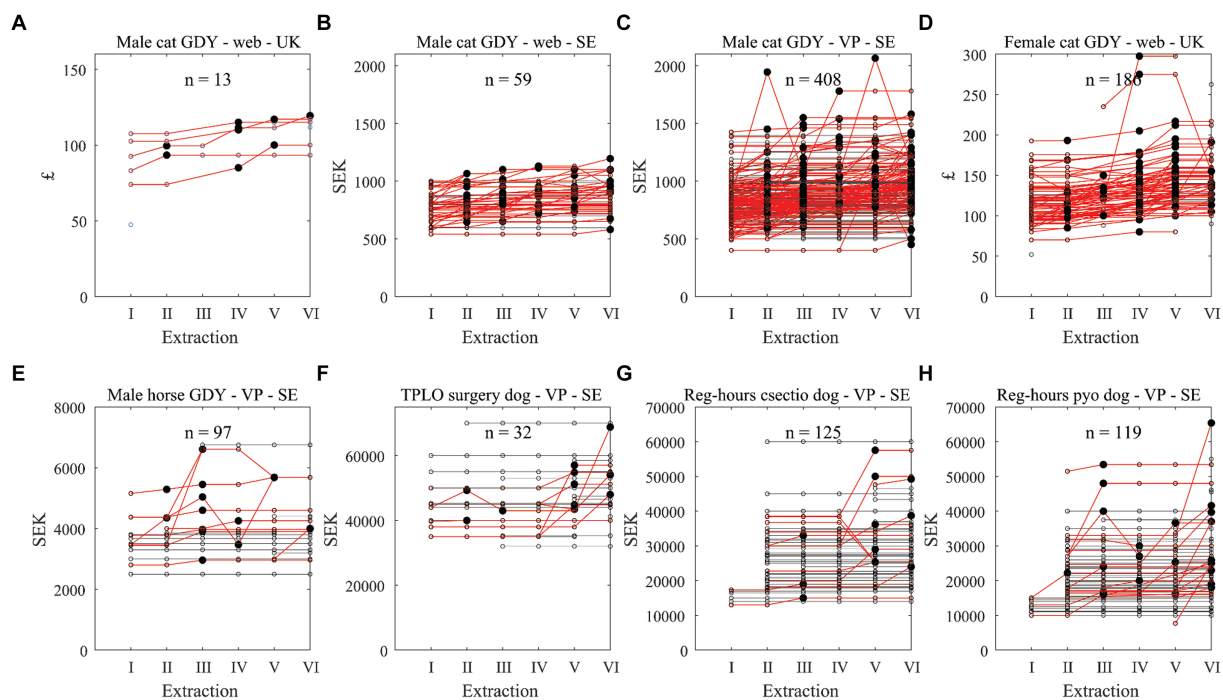 A
Male cat GDY - web - UK
n = 13
150
100
50
0
£
I II III IV V VI
Extraction
B
Male cat GDY - web - SE
n = 59
2000
1500
1000
500
0
SEK
I II III IV V VI
Extraction
C
Male cat GDY - VP - SE
n = 408
2000
1500
1000
500
0
SEK
I II III IV V VI
Extraction
D
Female cat GDY - web - UK
n = 186
300
250
200
150
100
50
0
£
I II III IV V VI
Extraction
E
Male horse GDY - VP - SE
n = 97
8000
6000
4000
2000
0
SEK
I II III IV V VI
Extraction
F
TPLO surgery dog - VP - SE
n = 32
60000
40000
20000
0
SEK
I II III IV V VI
Extraction
G
Reg-hours csectio dog - VP - SE
n = 125
70000
60000
50000
40000
30000
20000
10000
0
SEK
I II III IV V VI
Extraction
H
Reg-hours pyo dog - VP - SE
n = 119
70000
60000
50000
40000
30000
20000
10000
0
SEK
I II III IV V VI
Extraction